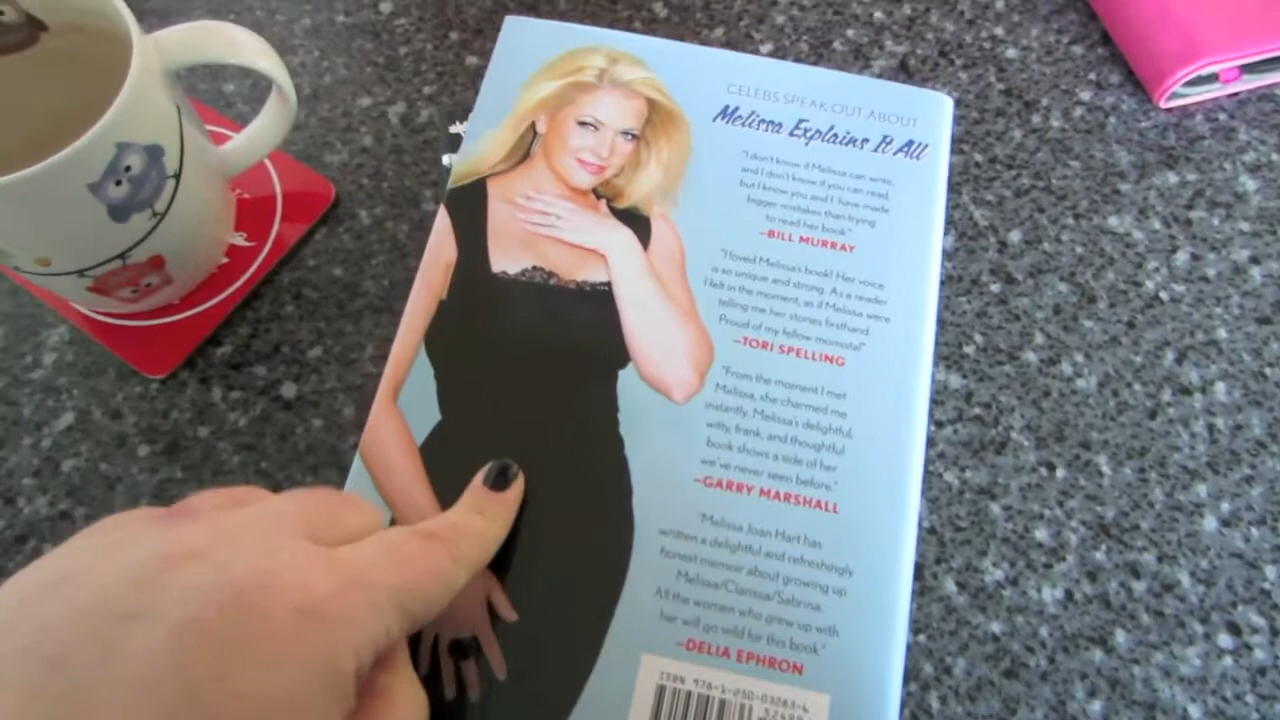 CELEBS SPEAK OUT ABOUT
Melissa Explains It All
"I don't know if Melissa can write,
and I don't know if you can read,
but I know you and I have made
bigger mistakes than trying
to read her book."
—BILL MURRAY
"I loved Melissa's book! Her voice
is so unique and strong. As a reader
I felt in the moment, as if Melissa were
telling me her stories firsthand.
Proud of my fellow momista!"
—TORI SPELLING
"From the moment I met
Melissa, she charmed me
instantly. Melissa's delightful,
witty, frank, and thoughtful
book shows a side of her
we've never seen before."
—GARRY MARSHALL
"Melissa Joan Hart has
written a delightful and refreshingly
honest memoir about growing up
Melissa/Clarissa/Sabrina.
All the women who grew up with
her will go wild for this book."
—DELIA EPHRON
ISBN 978-1-250-03283-6
52499